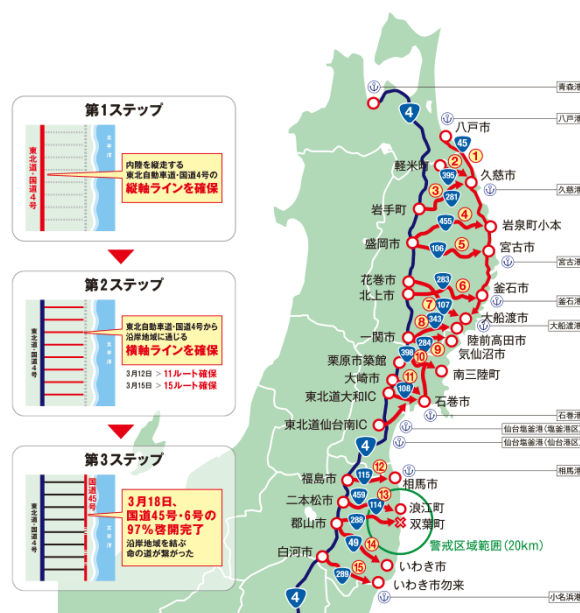 第1ステップ
東北道・国道4号
太平洋
内陸を縦走する
東北自動車道・国道4号の
縦軸ラインを確保
第2ステップ
東北道・国道4号
太平洋
東北自動車道・国道4号から
沿岸地域に通じる
横軸ラインを確保
3月12日 > 11ルート確保
3月15日 > 15ルート確保
第3ステップ
東北道・国道4号
国道45号
太平洋
3月18日、
国道45号・6号の
97%啓開完了
沿岸地域を結ぶ
命の道が繋がった
青森港
4
八戸港
八戸市
45
①
軽米町
②
395
久慈市
久慈港
③
281
岩手町
④
455
岩泉町小本
盛岡市
106
⑤
宮古市
宮古港
花巻市
283
⑥
北上市
釜石市
釜石港
⑦
107
大船渡市
⑧
343
大船渡港
一関市
284
⑨
陸前高田市
気仙沼市
398
⑩
栗原市築館
南三陸町
大崎市
⑪
108
東北道大和IC
石巻市
石巻港
東北道仙台南IC
仙台塩釜港(塩釜港区)
仙台塩釜港(仙台港区)
4
相馬港
福島市
115
⑫
相馬市
二本松市
459
⑬
114
浪江町
郡山市
288
双葉町
49
⑭
警戒区域範囲(20km)
白河市
いわき市
289
⑮
いわき市勿来
4
小名浜港